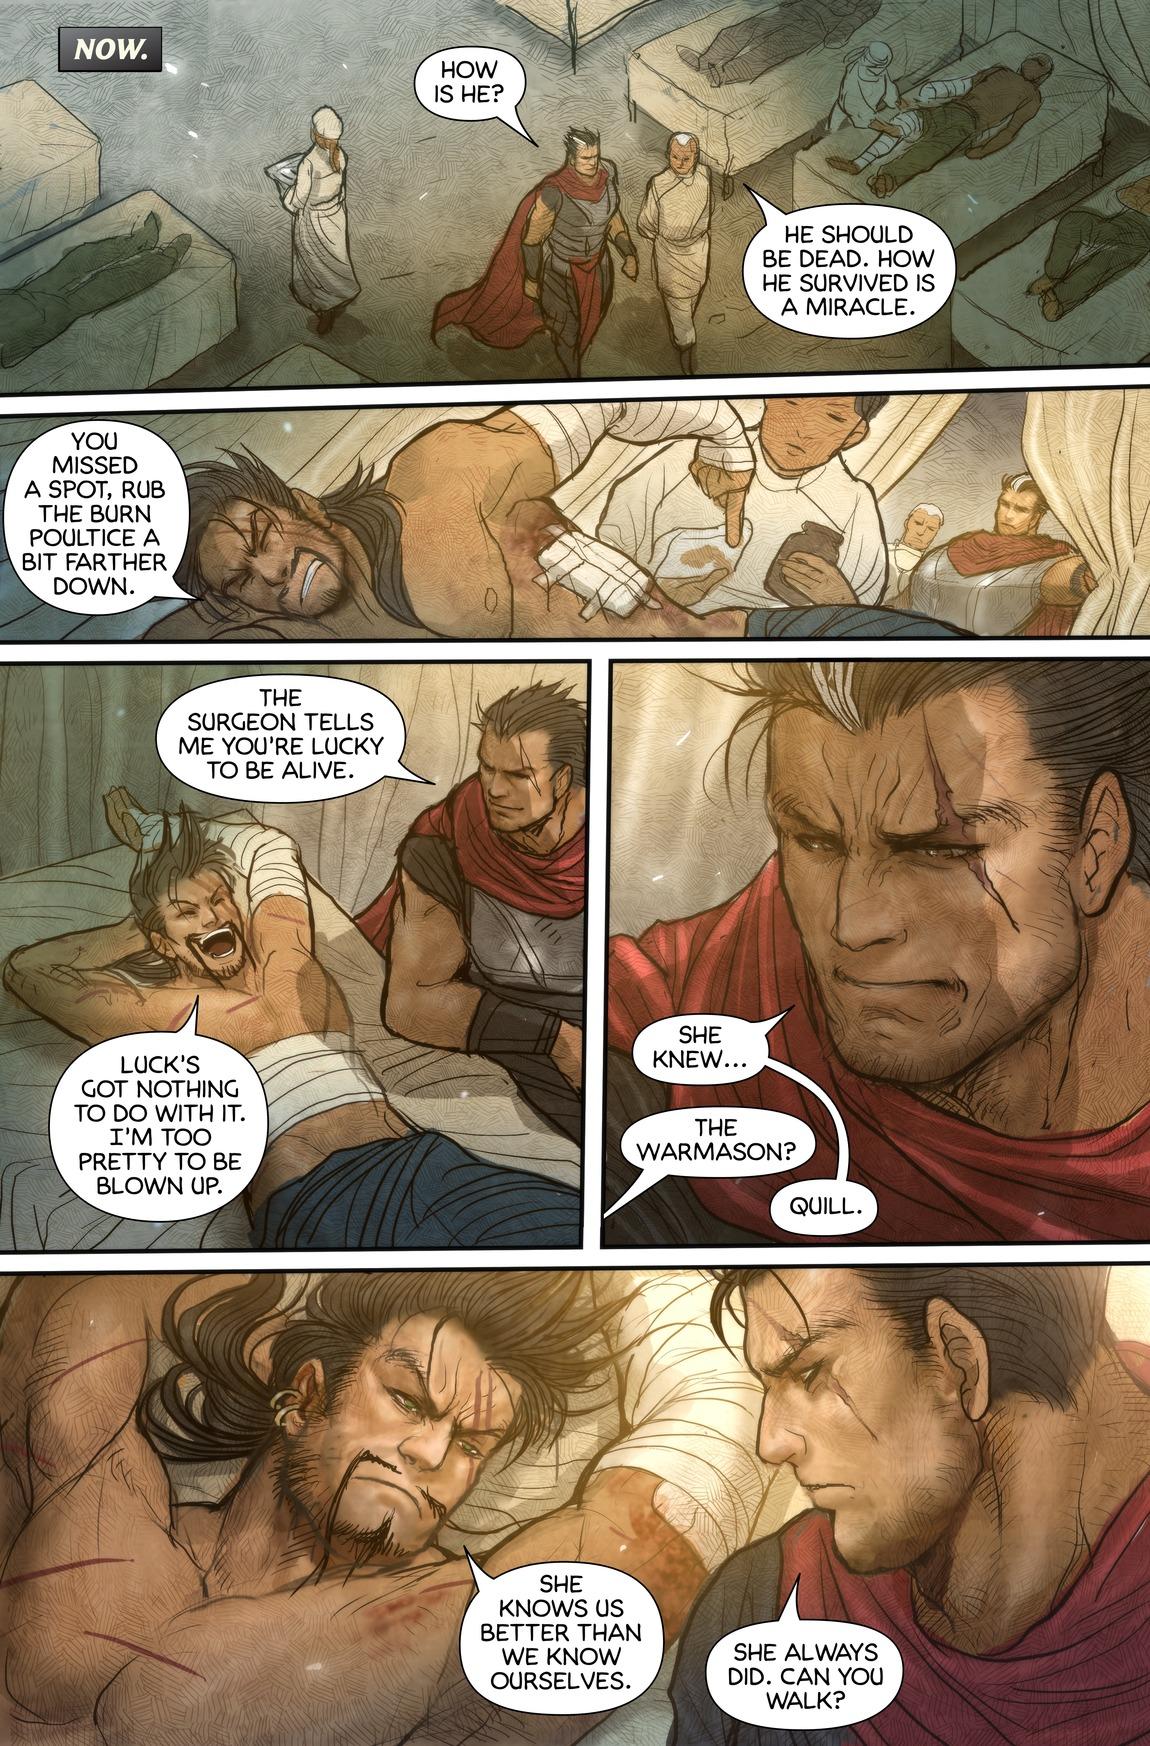 NOW.
HOW
IS HE?
HE SHOULD
BE DEAD. HOW
HE SURVIVED IS
A MIRACLE.
YOU
MISSED
A SPOT, RUB
THE BURN
POULTICE A
BIT FARTHER
DOWN.
THE
SURGEON TELLS
ME YOU'RE LUCKY
TO BE ALIVE.
LUCK'S
GOT NOTHING
TO DO WITH IT.
I'M TOO
PRETTY TO BE
BLOWN UP.
SHE
KNEW...
THE
WARMASON?
QUILL.
SHE
KNOWS US
BETTER THAN
WE KNOW
OURSELVES.
SHE ALWAYS
DID. CAN YOU
WALK?